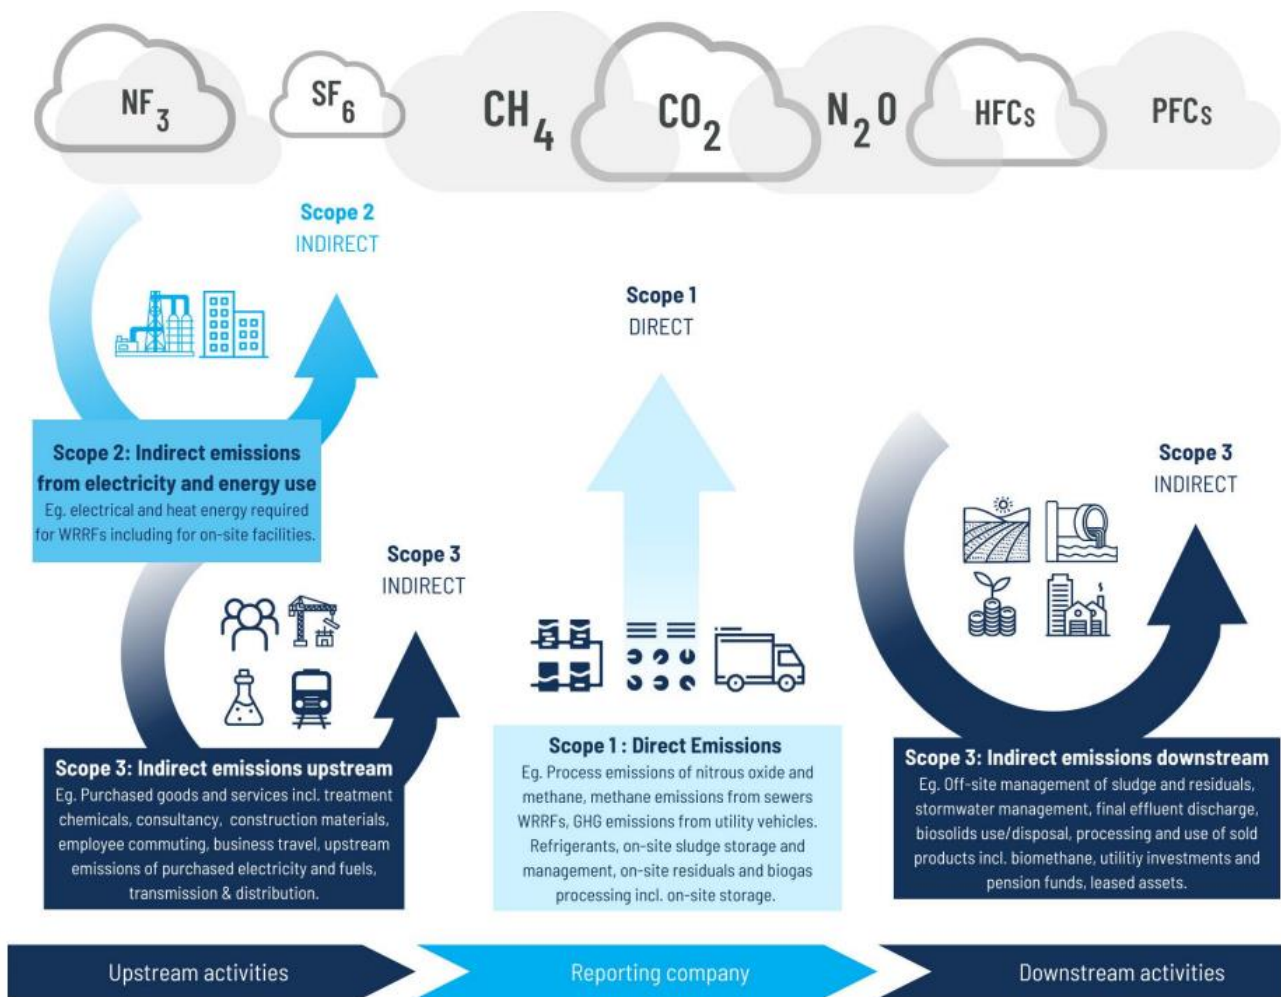 NF3
SF6
CH4
CO2
N2O
HFCs
PFCs
Scope 2
INDIRECT
Scope 1
DIRECT
Scope 2: Indirect emissions
from electricity and energy use
Eg. electrical and heat energy required
for WRRFs including for on-site facilities.
Scope 3
INDIRECT
Scope 3
INDIRECT
Scope 3: Indirect emissions upstream
Eg. Purchased goods and services incl. treatment
chemicals, consultancy, construction materials,
employee commuting, business travel, upstream
emissions of purchased electricity and fuels,
transmission & distribution.
Scope 1 : Direct Emissions
Eg. Process emissions of nitrous oxide and
methane, methane emissions from sewers
WRRFs, GHG emissions from utility vehicles.
Refrigerants, on-site sludge storage and
management, on-site residuals and biogas
processing incl. on-site storage.
Scope 3: Indirect emissions downstream
Eg. Off-site management of sludge and residuals,
stormwater management, final effluent discharge,
biosolids use/disposal, processing and use of sold
products incl. biomethane, utilitiy investments and
pension funds, leased assets.
Upstream activities
Reporting company
Downstream activities